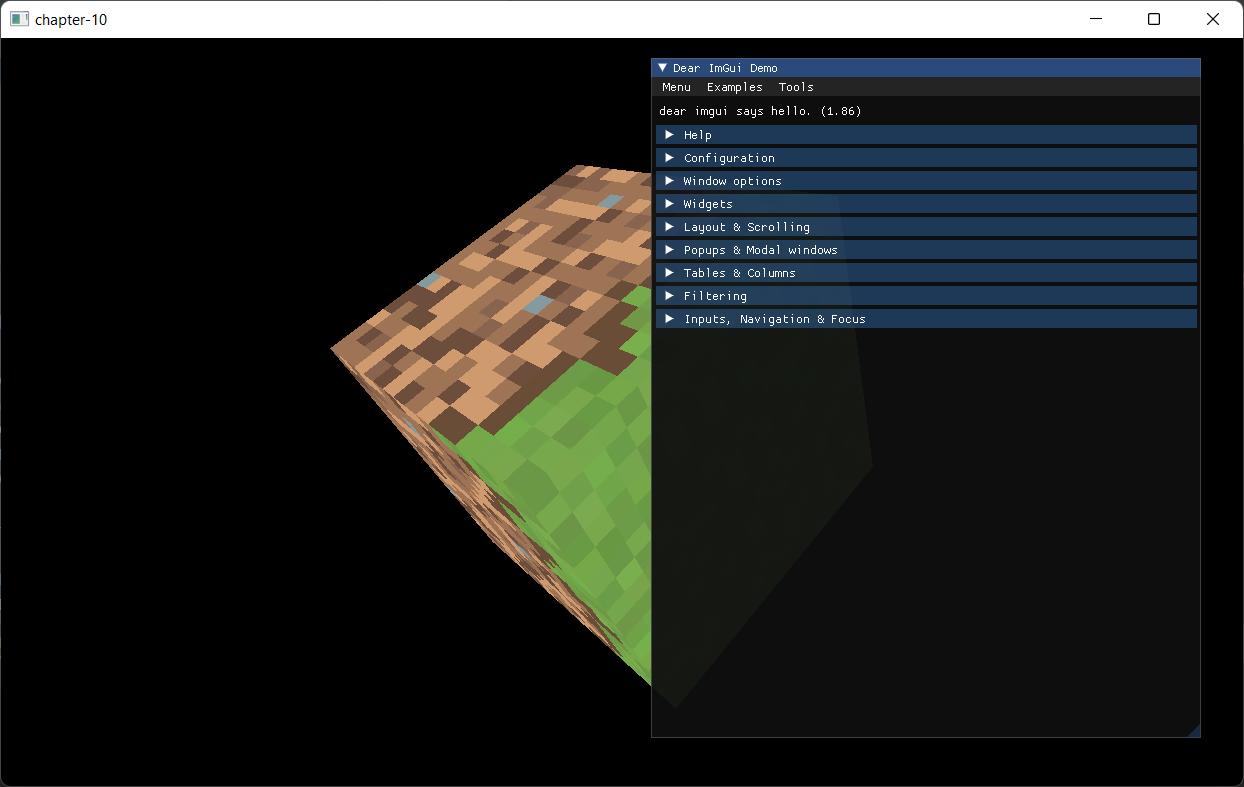 chapter-10
Dear ImGui Demo
Menu Examples Tools
dear imgui says hello. (1.86)
Help
Configuration
Window options
Widgets
Layout & Scrolling
Popups & Modal windows
Tables & Columns
Filtering
Inputs, Navigation & Focus